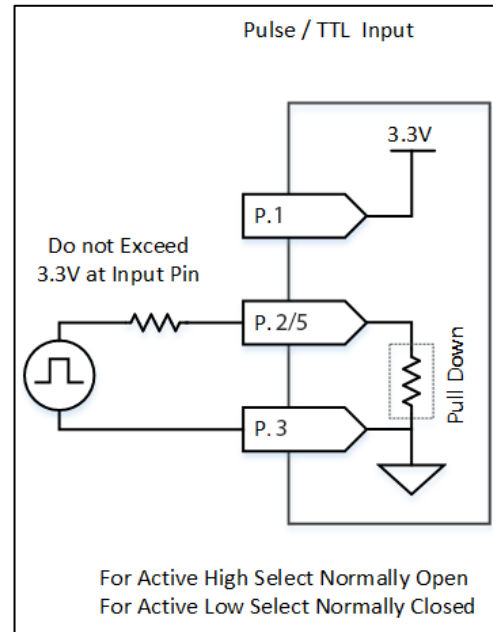 Pulse / TTL Input
3.3V
P.1
Do not Exceed
3.3V at Input Pin
P. 2/5
Pull Down
P. 3
For Active High Select Normally Open
For Active Low Select Normally Closed